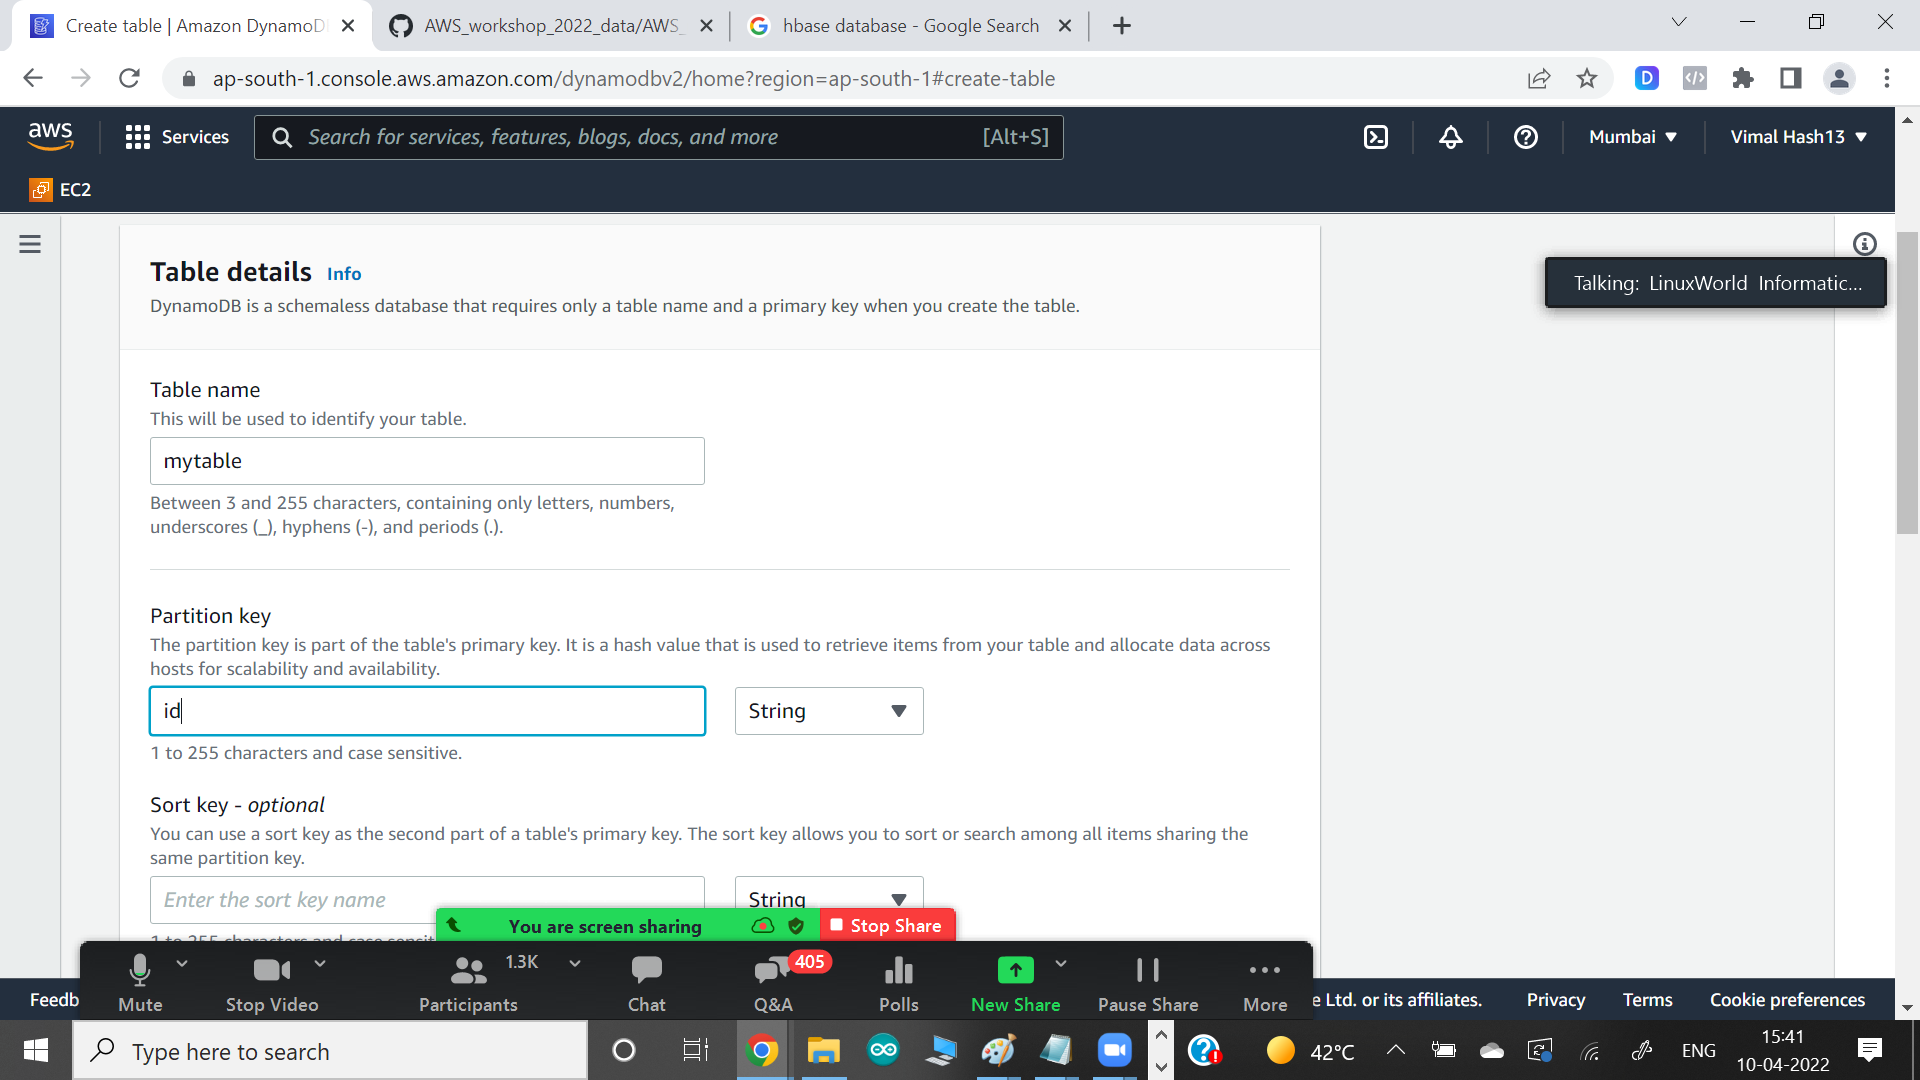 Create table | Amazon DynamoD
AWS_workshop_2022_data/AWS_
hbase database - Google Search
ap-south-1.console.aws.amazon.com/dynamodbv2/home?region=ap-south-1#create-table
aws
Services
Search for services, features, blogs, docs, and more
[Alt+S]
Mumbai
Vimal Hash13
EC2
Table details Info
DynamoDB is a schemaless database that requires only a table name and a primary key when you create the table.
Talking: LinuxWorld Informatic...
Table name
This will be used to identify your table.
mytable
Between 3 and 255 characters, containing only letters, numbers,
underscores (_), hyphens (-), and periods (.).
Partition key
The partition key is part of the table's primary key. It is a hash value that is used to retrieve items from your table and allocate data across
hosts for scalability and availability.
id
String
1 to 255 characters and case sensitive.
Sort key - optional
You can use a sort key as the second part of a table's primary key. The sort key allows you to sort or search among all items sharing the
same partition key.
Enter the sort key name
String
You are screen sharing
Stop Share
1 to 255 characters and case sensit
1.3K
405
Mute
Stop Video
Participants
Chat
Q&A
Polls
New Share
Pause Share
More
Feedb
e Ltd. or its affiliates.
Privacy
Terms
Cookie preferences
Type here to search
42°C
ENG
15:41
10-04-2022